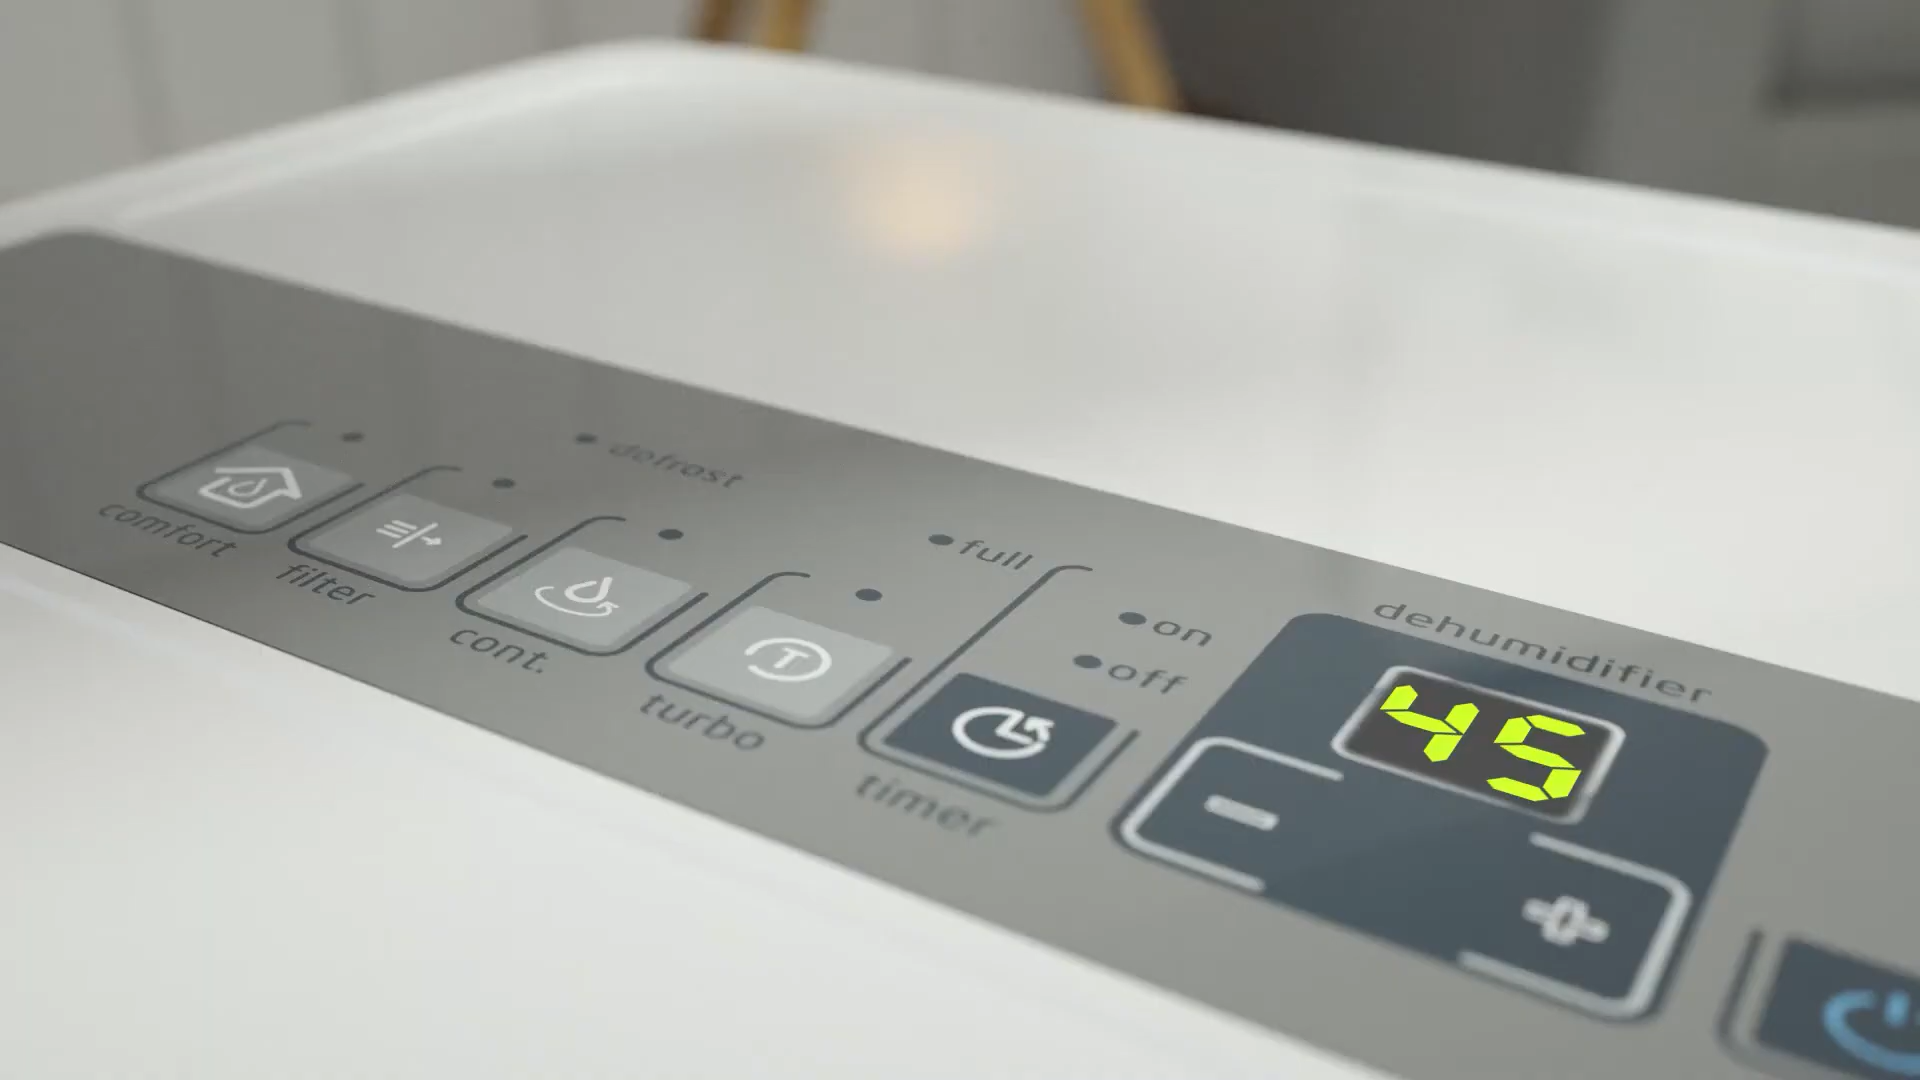 defrost
full
on
off
dehumidifier
45
comfort
filter
cont.
T
turbo
timer